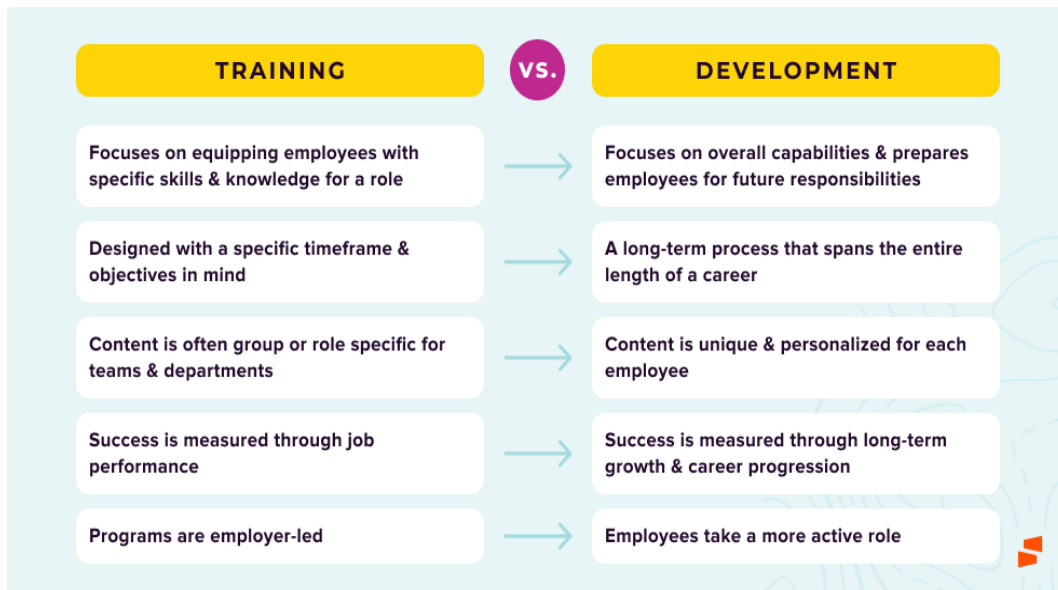 TRAINING
VS.
DEVELOPMENT
Focuses on equipping employees with
specific skills & knowledge for a role
Focuses on overall capabilities & prepares
employees for future responsibilities
Designed with a specific timeframe &
objectives in mind
A long-term process that spans the entire
length of a career
Content is often group or role specific for
teams & departments
Content is unique & personalized for each
employee
Success is measured through job
performance
Success is measured through long-term
growth & career progression
Programs are employer-led
Employees take a more active role